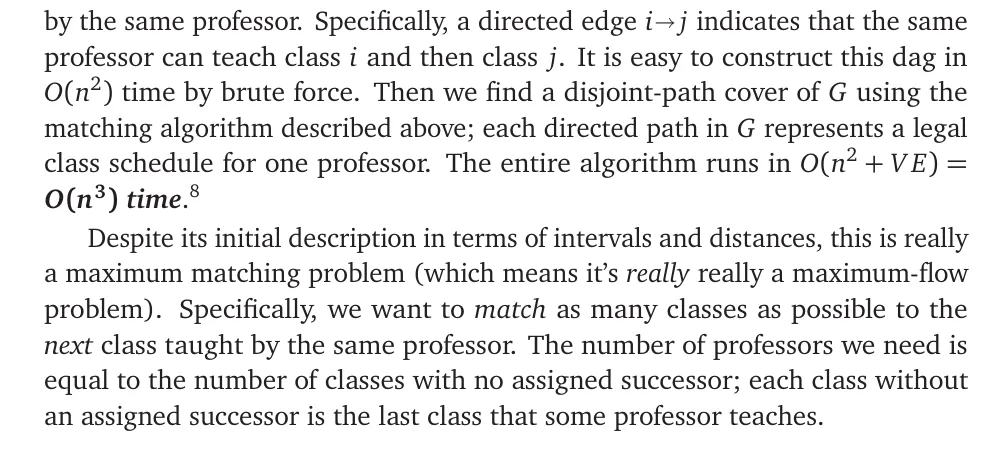 by the same professor. Specifically, a directed edge i→j indicates that the same
professor can teach class i and then class j. It is easy to construct this dag in
O(n²) time by brute force. Then we find a disjoint-path cover of G using the
matching algorithm described above; each directed path in G represents a legal
class schedule for one professor. The entire algorithm runs in O(n² + VE) =
O(n³) time.⁸
Despite its initial description in terms of intervals and distances, this is really
a maximum matching problem (which means it’s really really a maximum-flow
problem). Specifically, we want to match as many classes as possible to the
next class taught by the same professor. The number of professors we need is
equal to the number of classes with no assigned successor; each class without
an assigned successor is the last class that some professor teaches.